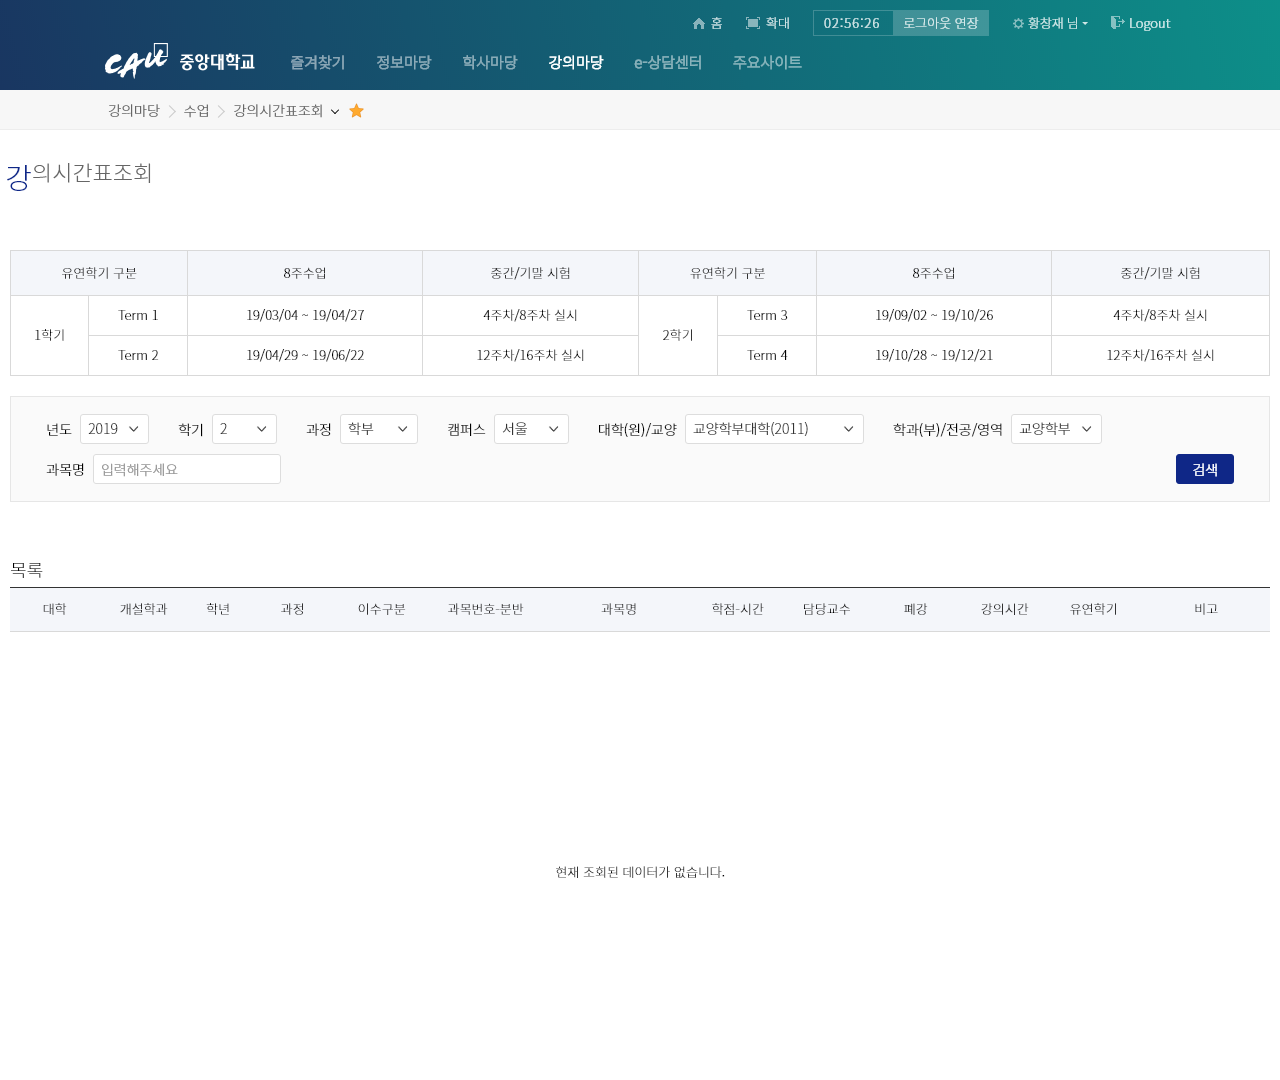 홈 확대 02:56:26 로그아웃 연장 황창재 님 Logout
CAU 중앙대학교 즐겨찾기 정보마당 학사마당 강의마당 e-상담센터 주요사이트
강의마당 수업 강의시간표조회
강의시간표조회
유연학기 구분 8주수업 중간/기말 시험 유연학기 구분 8주수업 중간/기말 시험
1학기 Term 1 19/03/04 ~ 19/04/27 4주차/8주차 실시 2학기 Term 3 19/09/02 ~ 19/10/26 4주차/8주차 실시
Term 2 19/04/29 ~ 19/06/22 12주차/16주차 실시 Term 4 19/10/28 ~ 19/12/21 12주차/16주차 실시
년도 2019 학기 2 과정 학부 캠퍼스 서울 대학(원)/교양 교양학부대학(2011) 학과(부)/전공/영역 교양학부
과목명 입력해주세요 검색
목록
대학 개설학과 학년 과정 이수구분 과목번호-분반 과목명 학점-시간 담당교수 폐강 강의시간 유연학기 비고
현재 조회된 데이터가 없습니다.